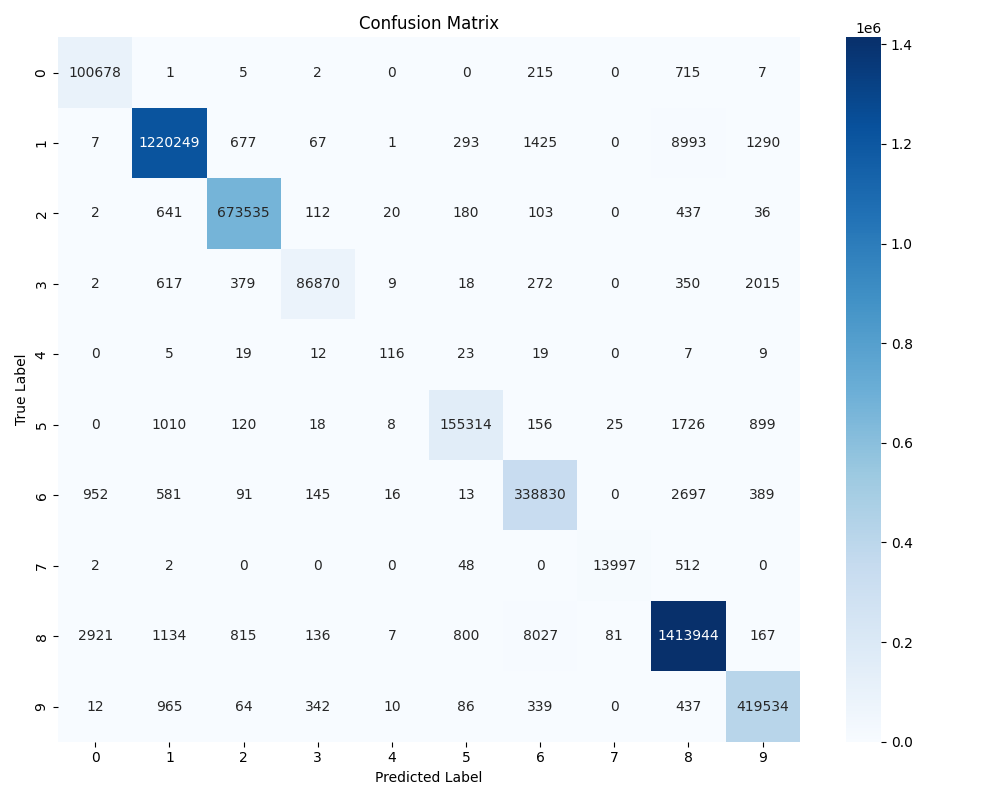 Confusion Matrix
1e6
0 100678 1 5 2 0 0 215 0 715 7
1 7 1220249 677 67 1 293 1425 0 8993 1290
2 2 641 673535 112 20 180 103 0 437 36
3 2 617 379 86870 9 18 272 0 350 2015
4 0 5 19 12 116 23 19 0 7 9
5 0 1010 120 18 8 155314 156 25 1726 899
6 952 581 91 145 16 13 338830 0 2697 389
7 2 2 0 0 0 48 0 13997 512 0
8 2921 1134 815 136 7 800 8027 81 1413944 167
9 12 965 64 342 10 86 339 0 437 419534
0 1 2 3 4 5 6 7 8 9
True Label
Predicted Label
1.4
1.2
1.0
0.8
0.6
0.4
0.2
0.0